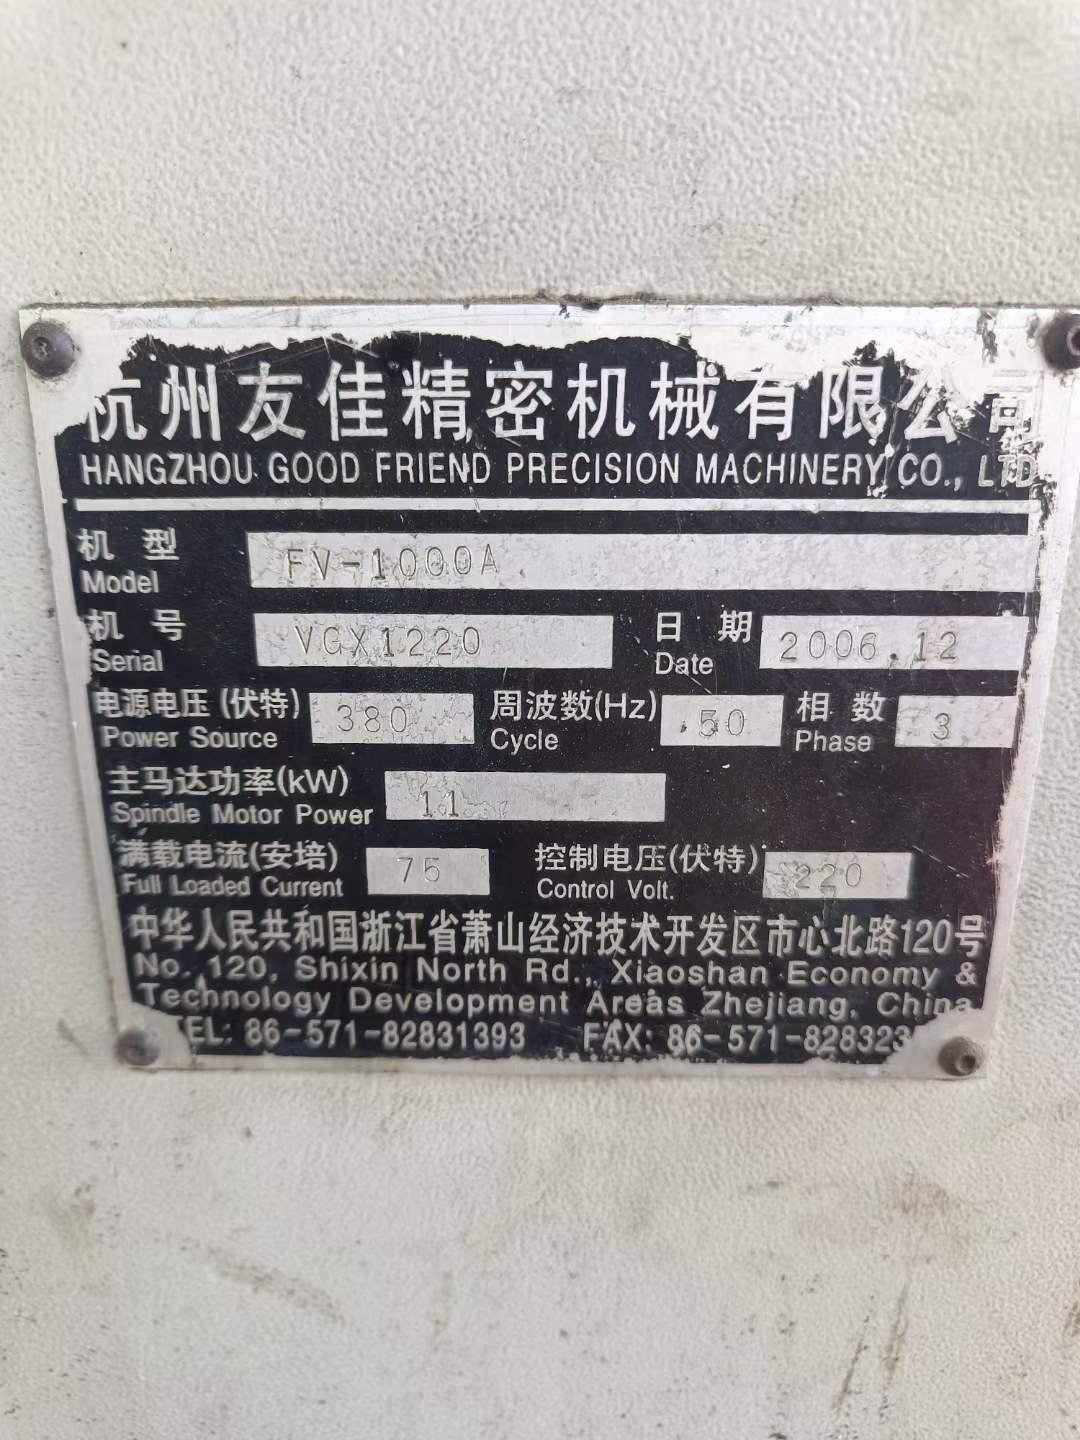 杭州友佳精密机械有限公司
HANGZHOU GOOD FRIEND PRECISION MACHINERY CO., LTD
机 型 FV-1000A
Model
机 号 VGX1220 日 期 2006.12
Serial Date
电源电压(伏特) 380 周波数(Hz) 50 相 数 3
Power Source Cycle Phase
主马达功率(kW) 11
Spindle Motor Power
满载电流(安培) 75 控制电压(伏特) 220
Full Loaded Current Control Volt.
中华人民共和国浙江省萧山经济技术开发区市心北路120号
No. 120, Shixin North Rd., Xiaoshan Economy &
Technology Development Areas Zhejiang, China
TEL: 86-571-82831393 FAX: 86-571-828323